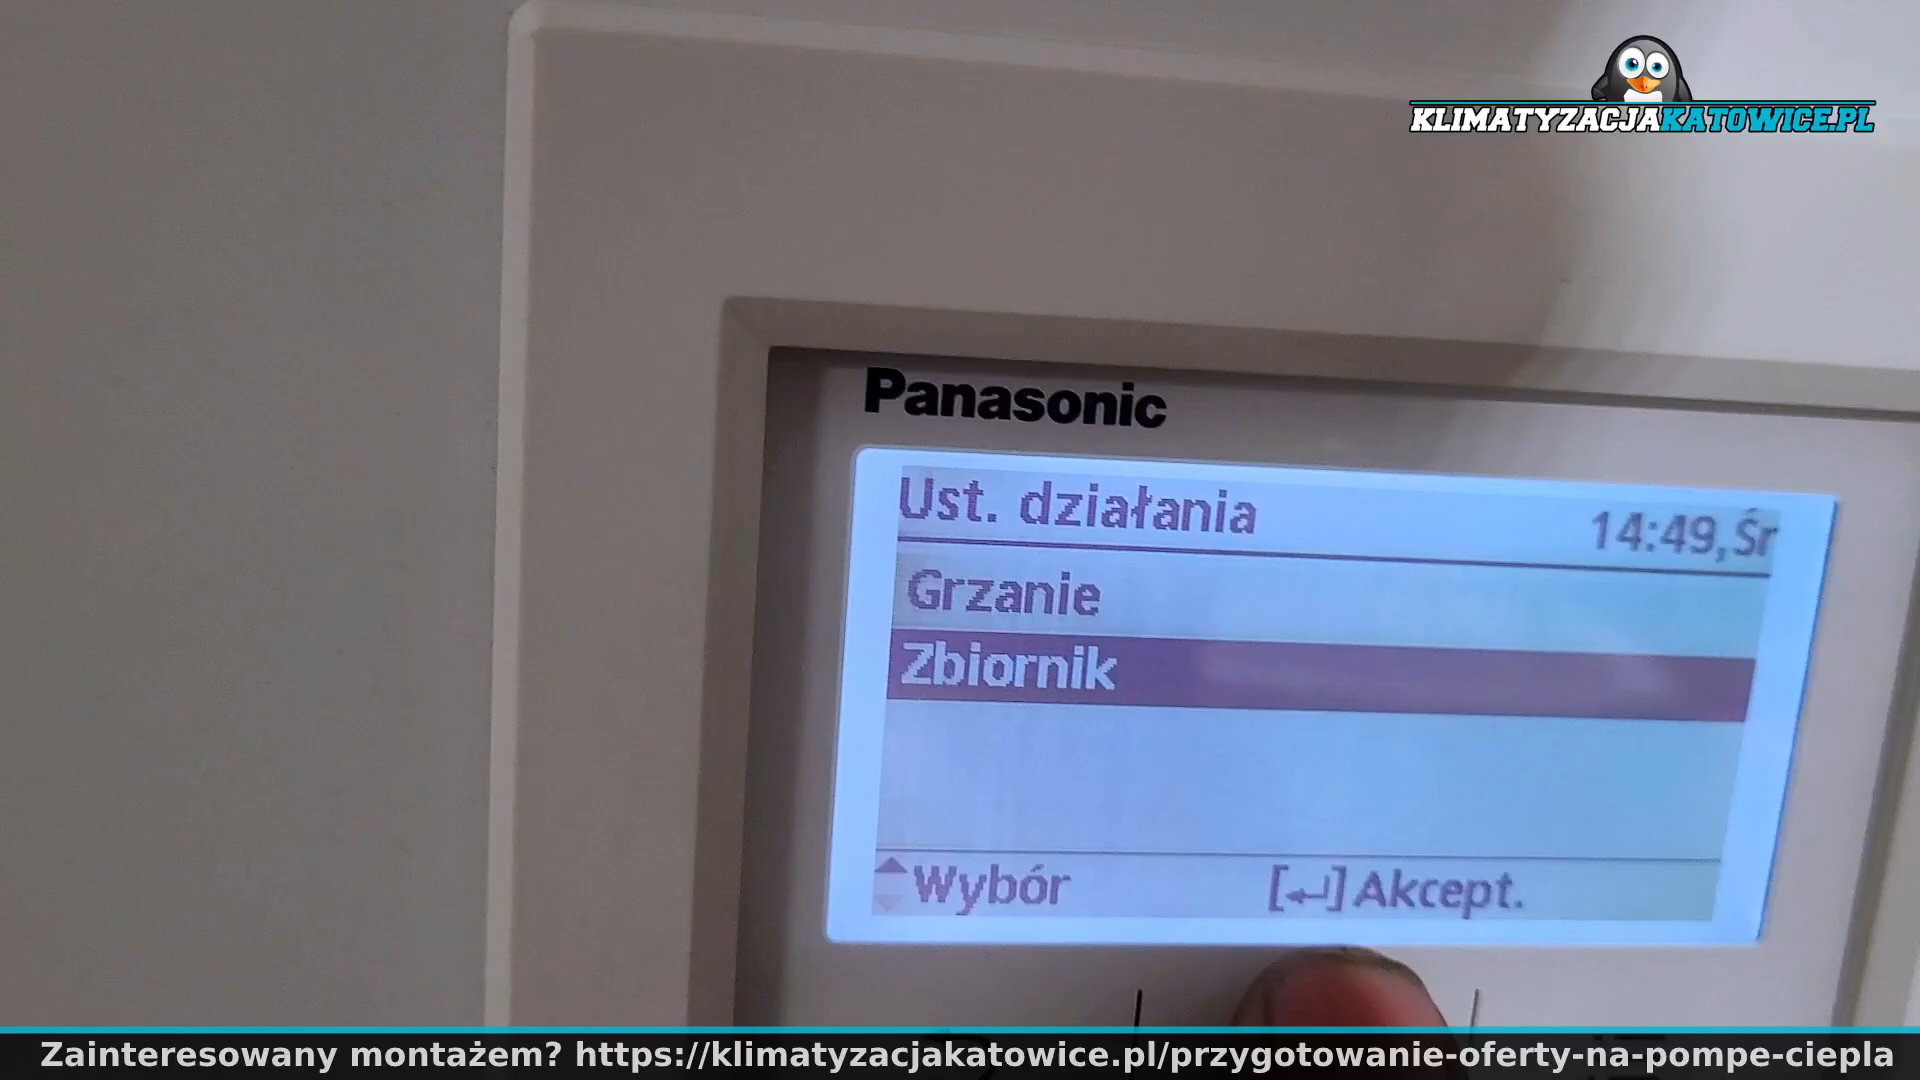 KLIMATYZACJAKATOWICE.PL
Panasonic
Ust. działania 14:49,Śr
Grzanie
Zbiornik
Wybór [↵]Akcept.
Zainteresowany montażem? https://klimatyzacjakatowice.pl/przygotowanie-oferty-na-pompe-ciepla